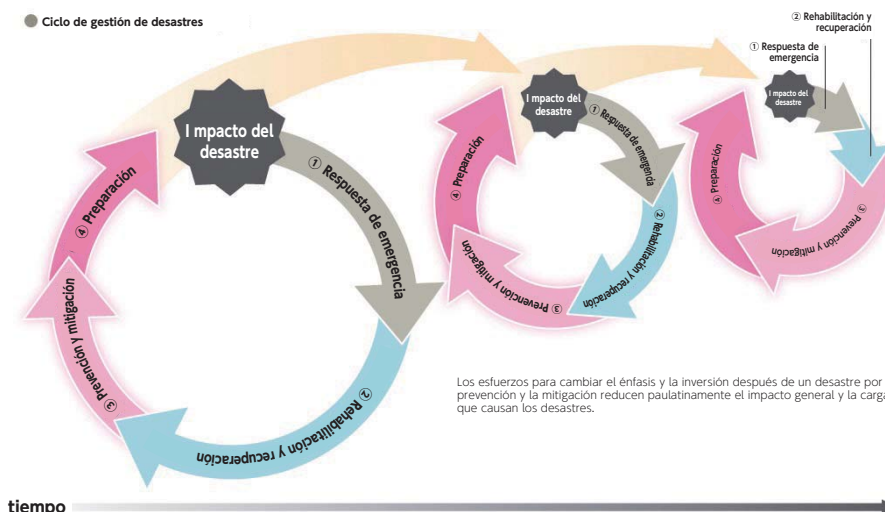 Ciclo de gestión de desastres
I mpacto del
desastre
① Respuesta de emergencia
② Rehabilitación y recuperación
③ Prevención y mitigación
④ Preparación
I mpacto del
desastre
① Respuesta de emergencia
② Rehabilitación y recuperación
③ Prevención y mitigación
④ Preparación
② Rehabilitación y
recuperación
① Respuesta de
emergencia
I mpacto del
desastre
③ Prevención y mitigación
④ Preparación
Los esfuerzos para cambiar el énfasis y la inversión después de un desastre por
prevención y la mitigación reducen paulatinamente el impacto general y la carga
que causan los desastres.
tiempo